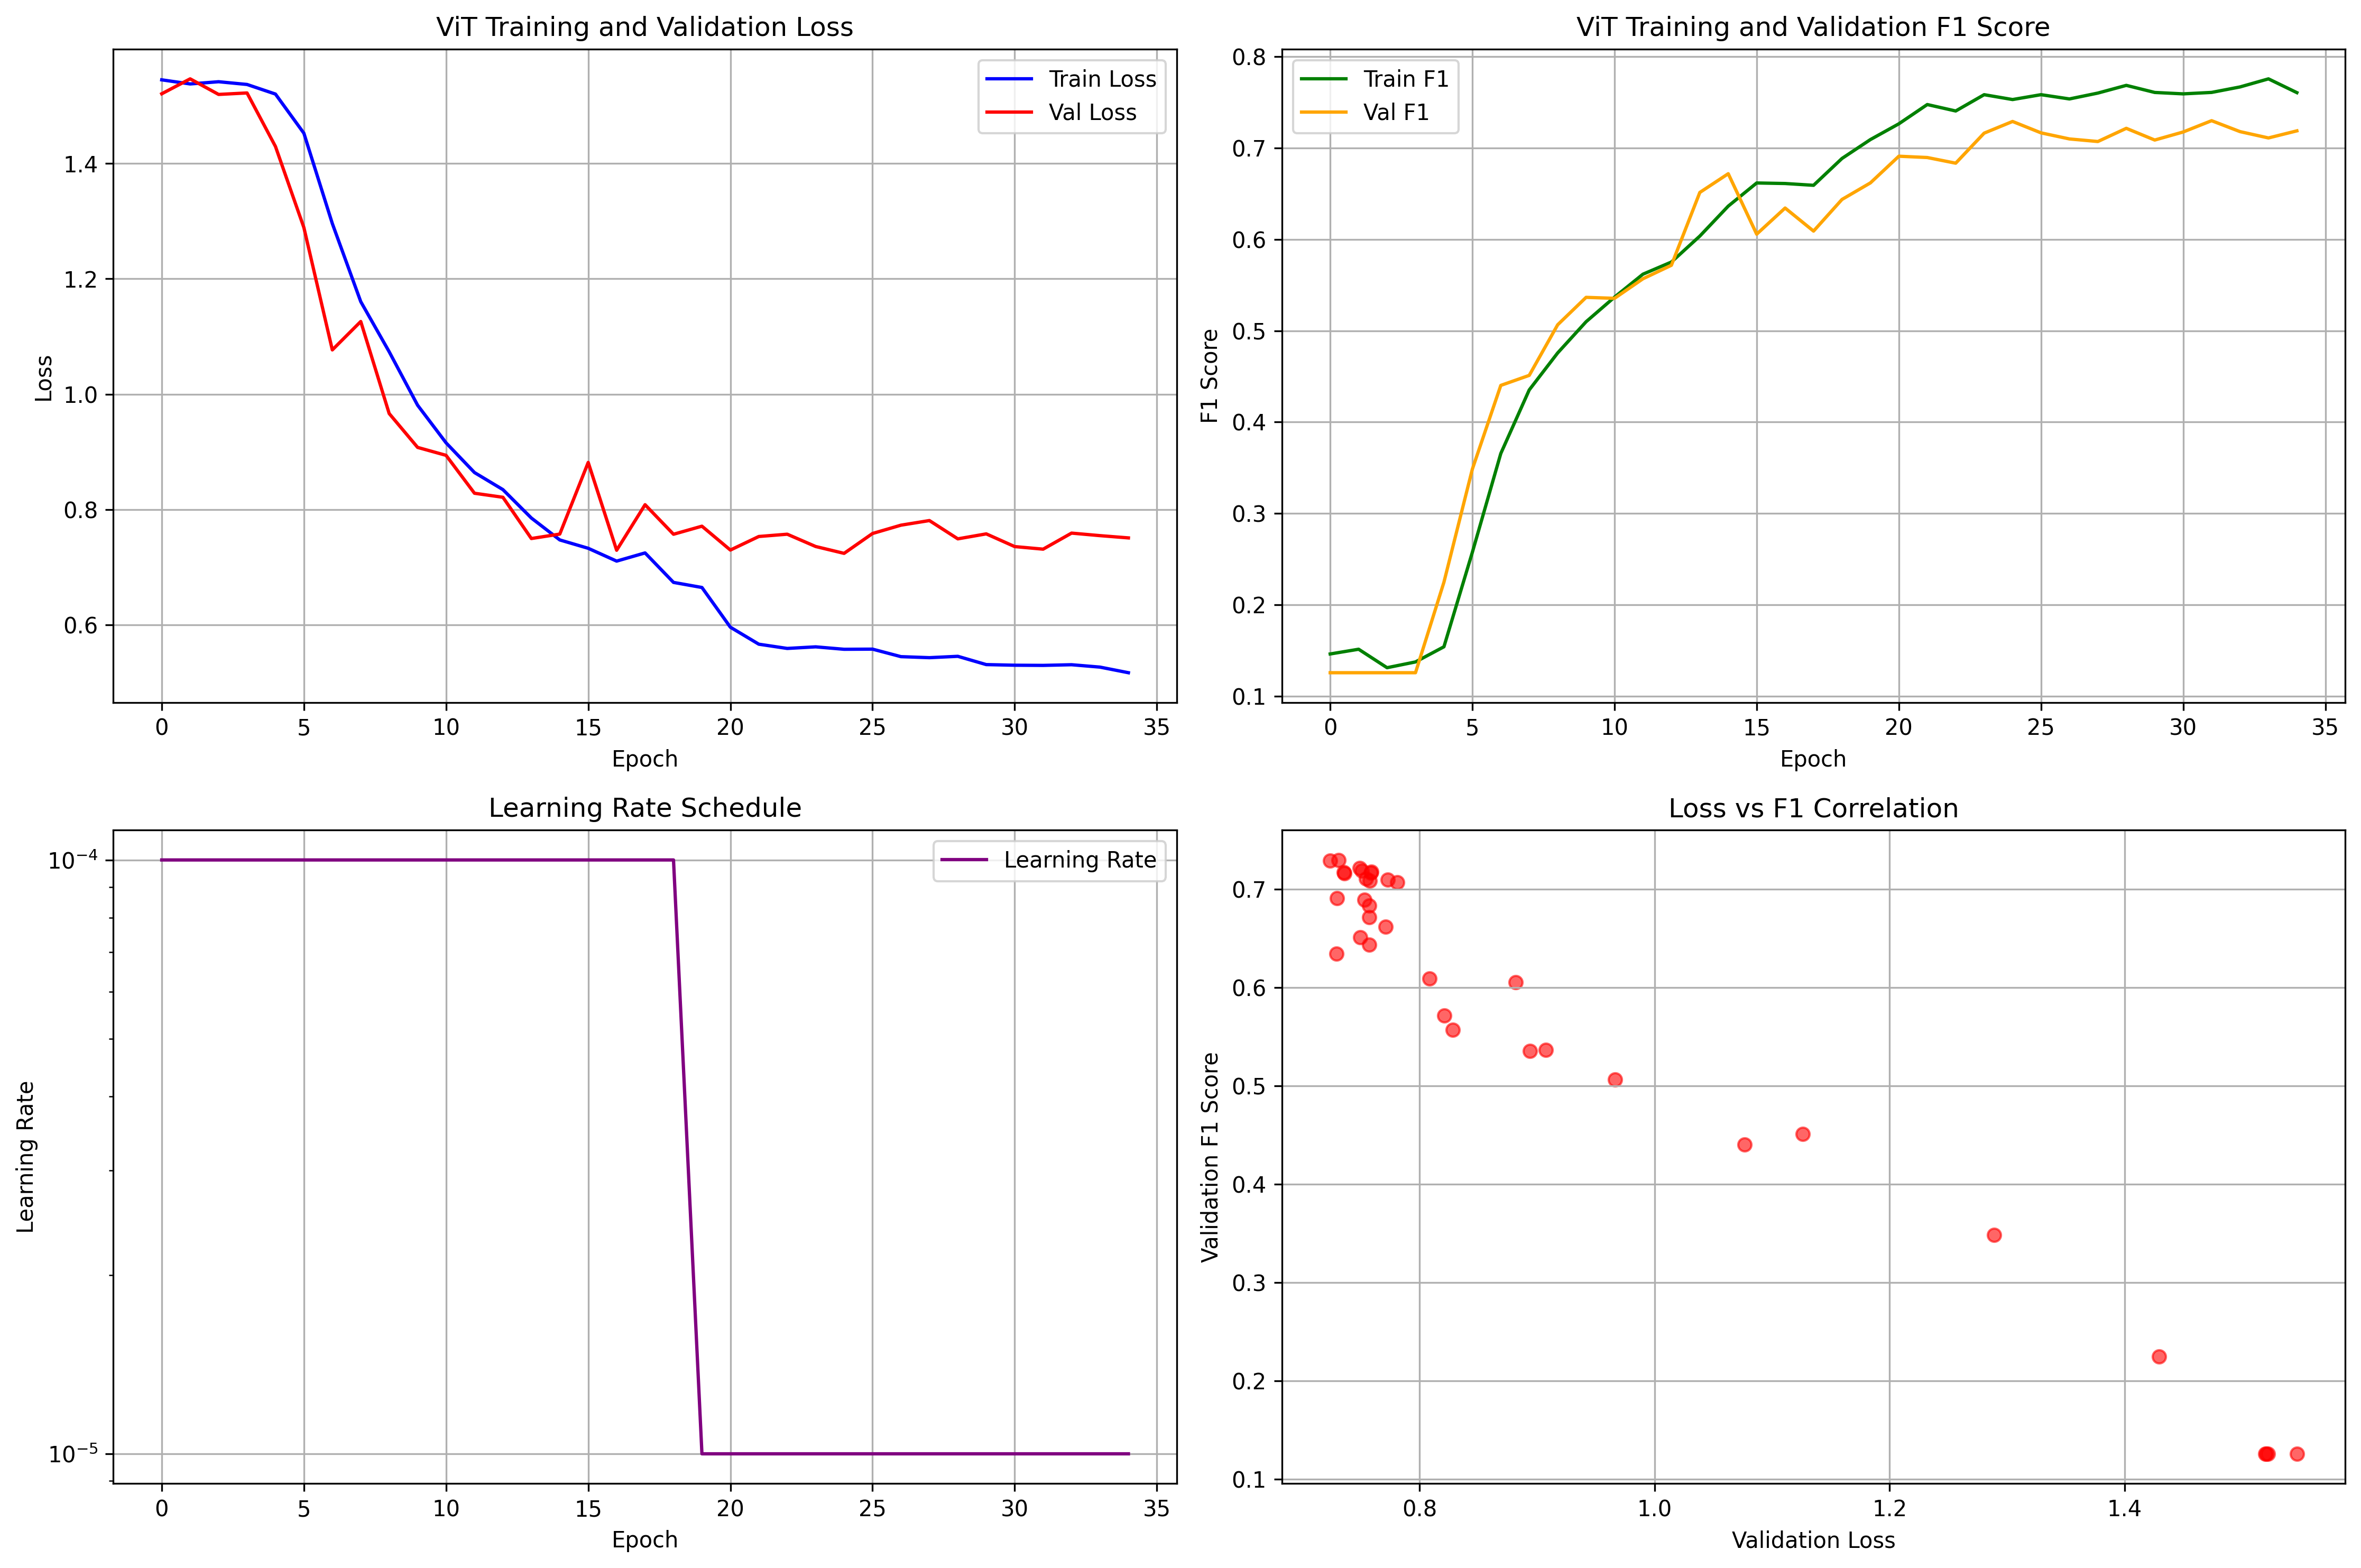 ViT Training and Validation Loss
Train Loss
Val Loss
Loss
1.4
1.2
1.0
0.8
0.6
0 5 10 15 20 25 30 35
Epoch
ViT Training and Validation F1 Score
Train F1
Val F1
F1 Score
0.8
0.7
0.6
0.5
0.4
0.3
0.2
0.1
0 5 10 15 20 25 30 35
Epoch
Learning Rate Schedule
Learning Rate
Learning Rate
10⁻⁴
10⁻⁵
0 5 10 15 20 25 30 35
Epoch
Loss vs F1 Correlation
Validation F1 Score
0.7
0.6
0.5
0.4
0.3
0.2
0.1
0.8 1.0 1.2 1.4
Validation Loss